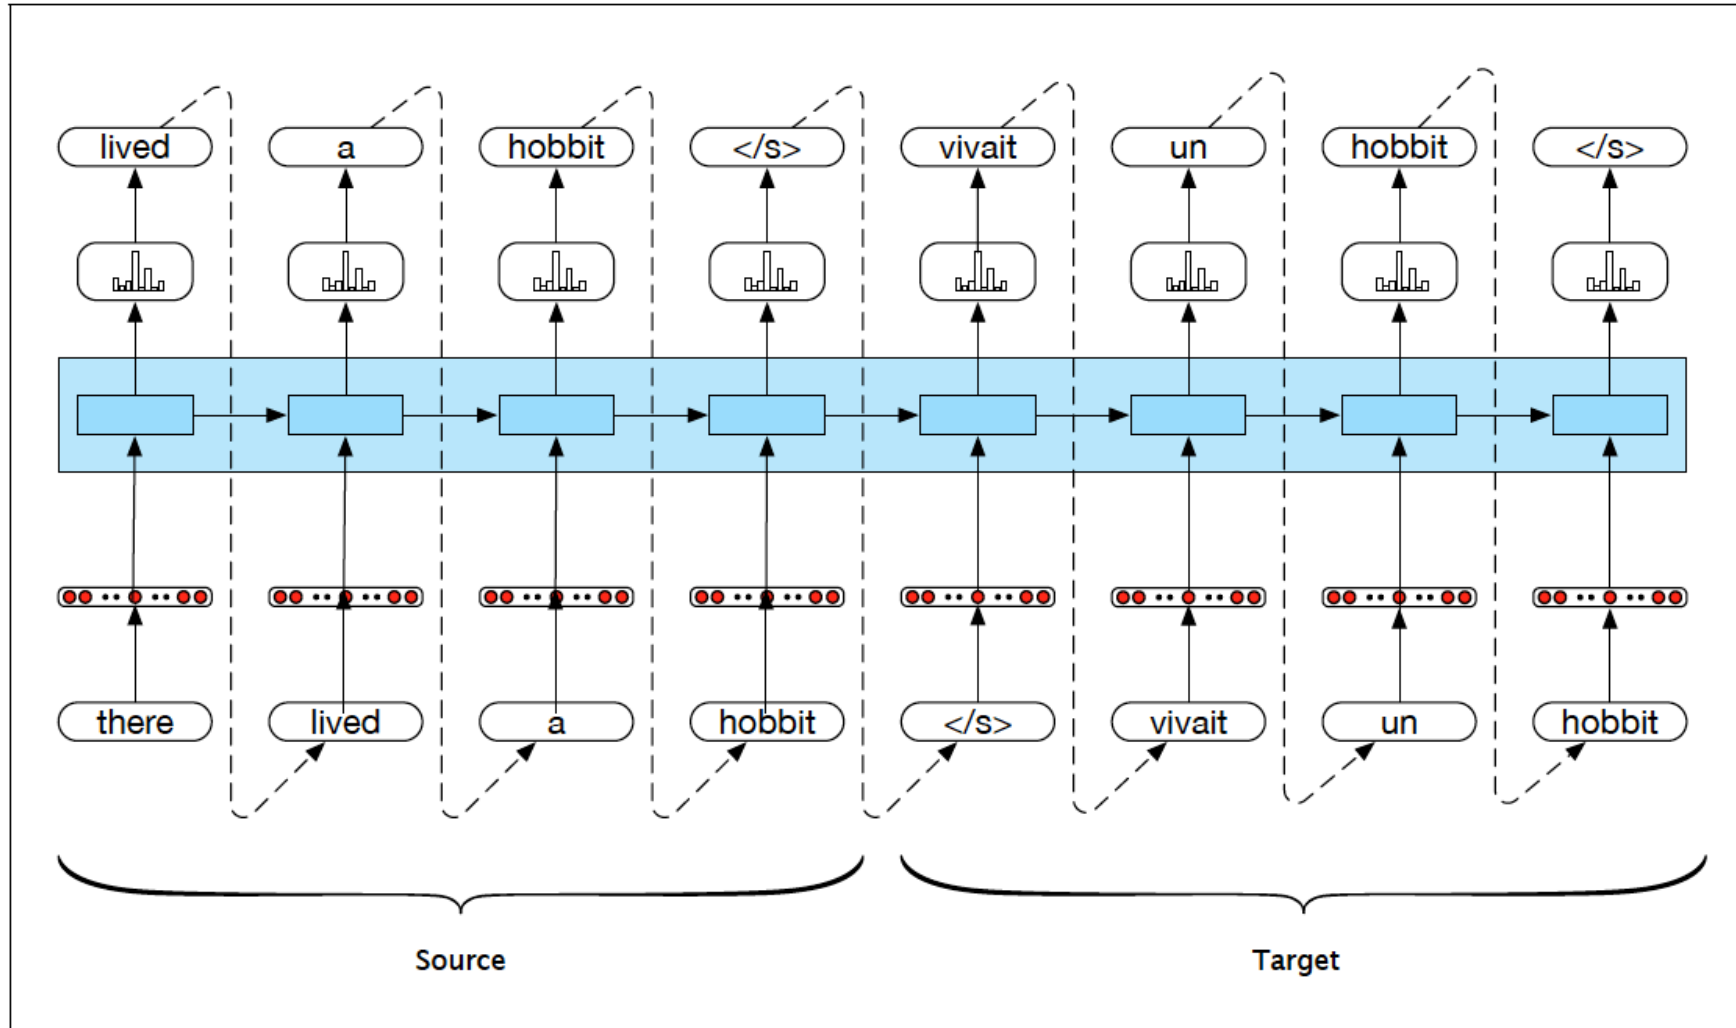 lived a hobbit </s> vivait un hobbit </s>
there lived a hobbit </s> vivait un hobbit
Source Target